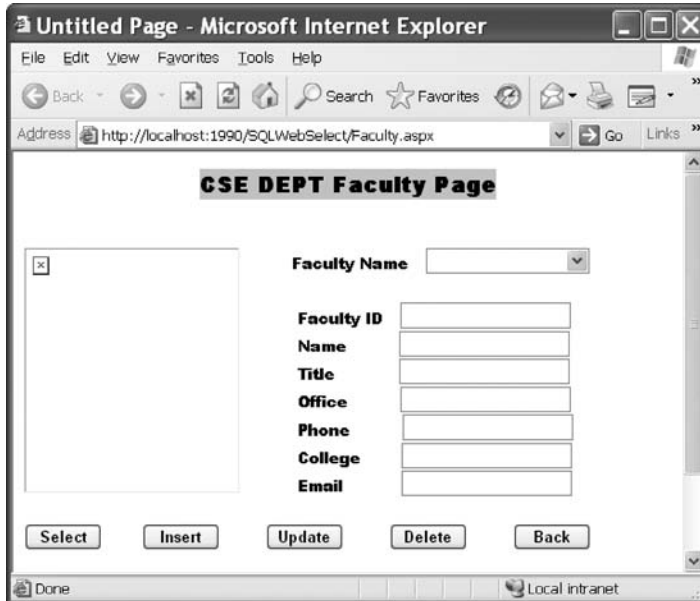 Untitled Page - Microsoft Internet Explorer
File Edit View Favorites Tools Help
Back Search Favorites »
Address http://localhost:1990/SQLWebSelect/Faculty.aspx Go Links »
CSE DEPT Faculty Page
Faculty Name
Faculty ID
Name
Title
Office
Phone
College
Email
Select Insert Update Delete Back
Done Local intranet